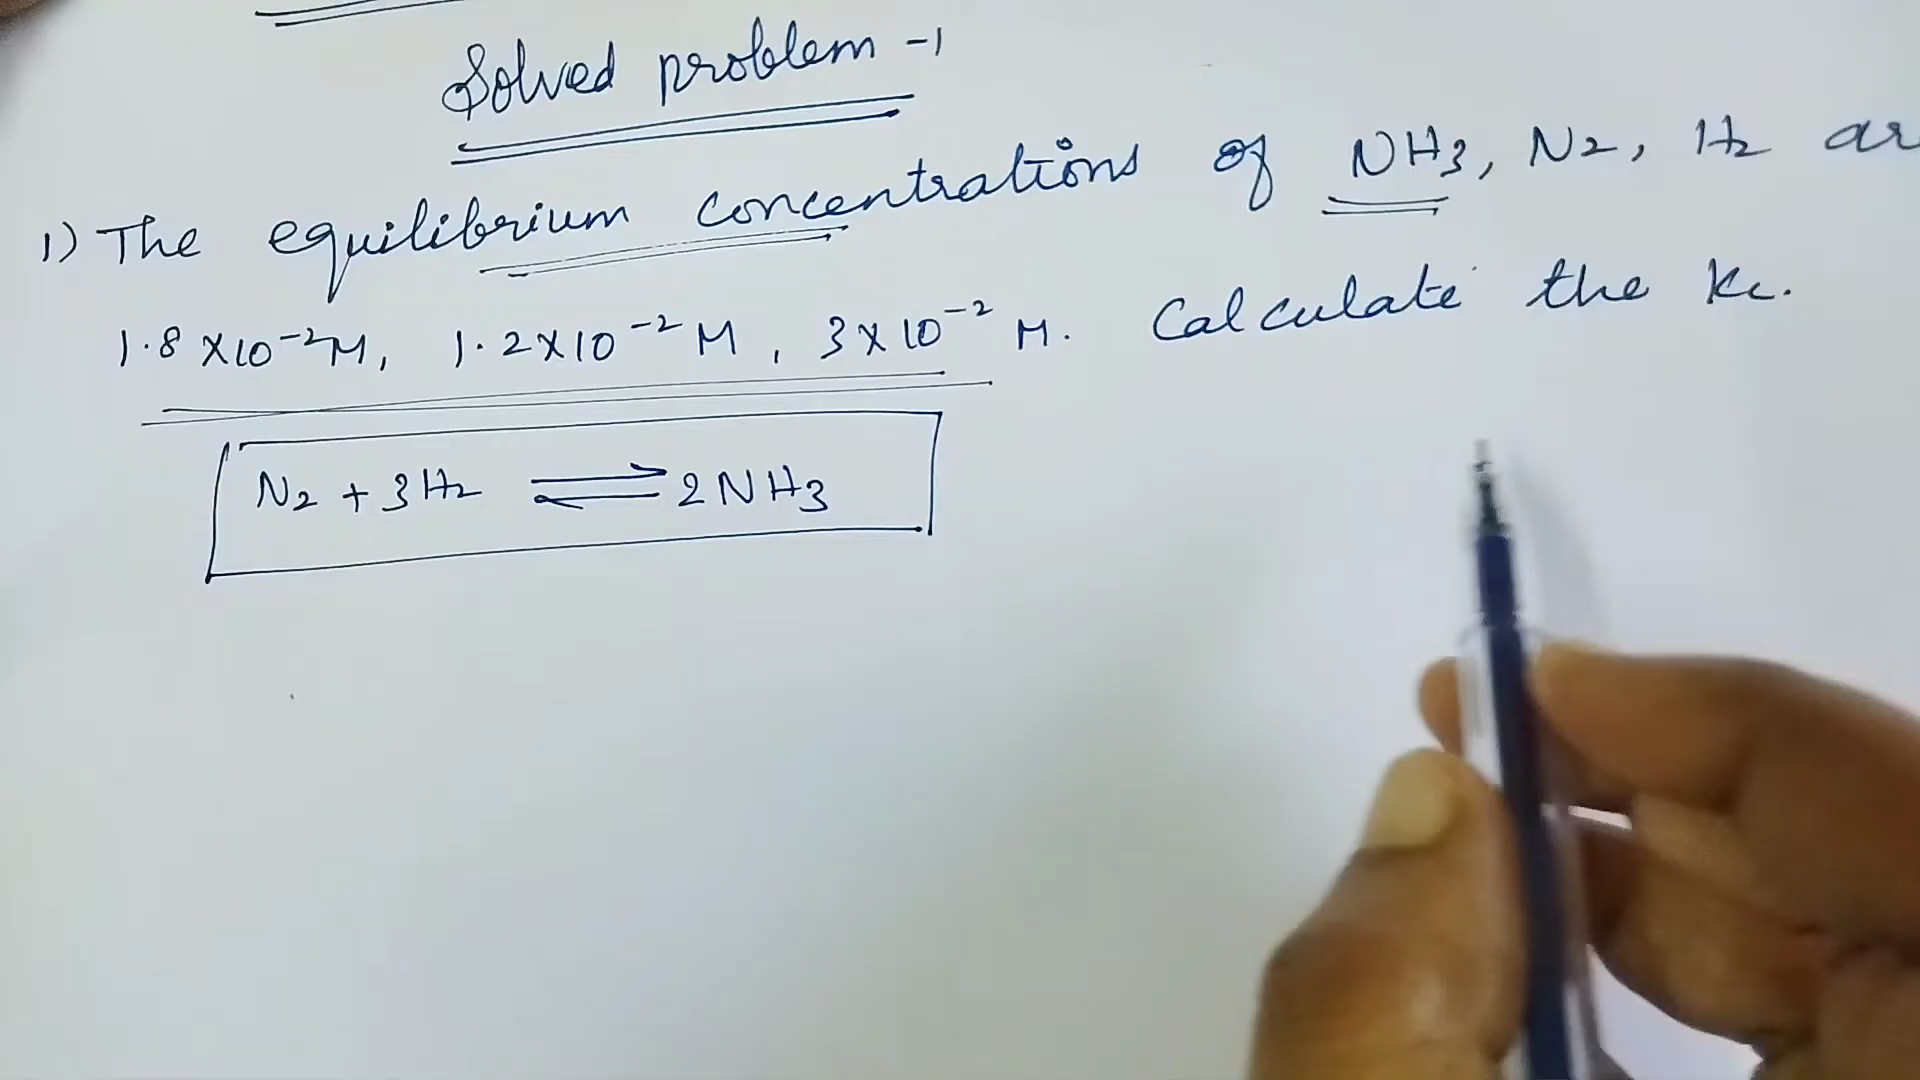 Solved problem -1
1) The equilibrium concentrations of NH3, N2, H2 ar
1.8 X10-2M, 1.2X10-2 M, 3X10-2 M. Calculate the Kc.
N2 + 3H2 ⇌ 2NH3